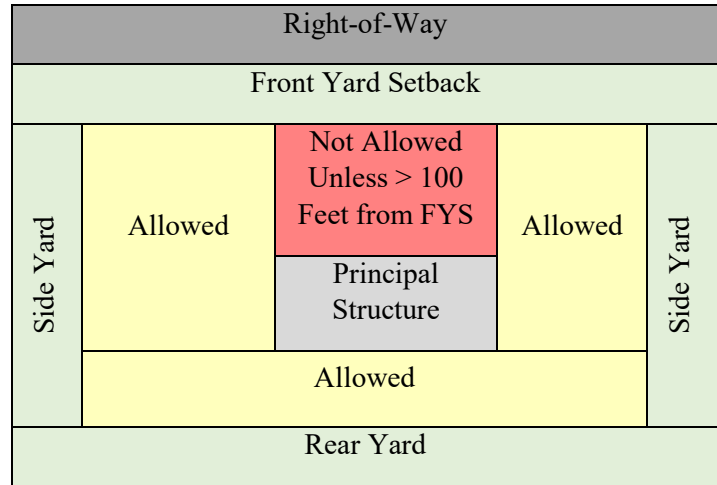 Right-of-Way
Front Yard Setback
Not Allowed
Unless > 100
Feet from FYS
Allowed
Allowed
Side Yard
Side Yard
Principal
Structure
Allowed
Rear Yard